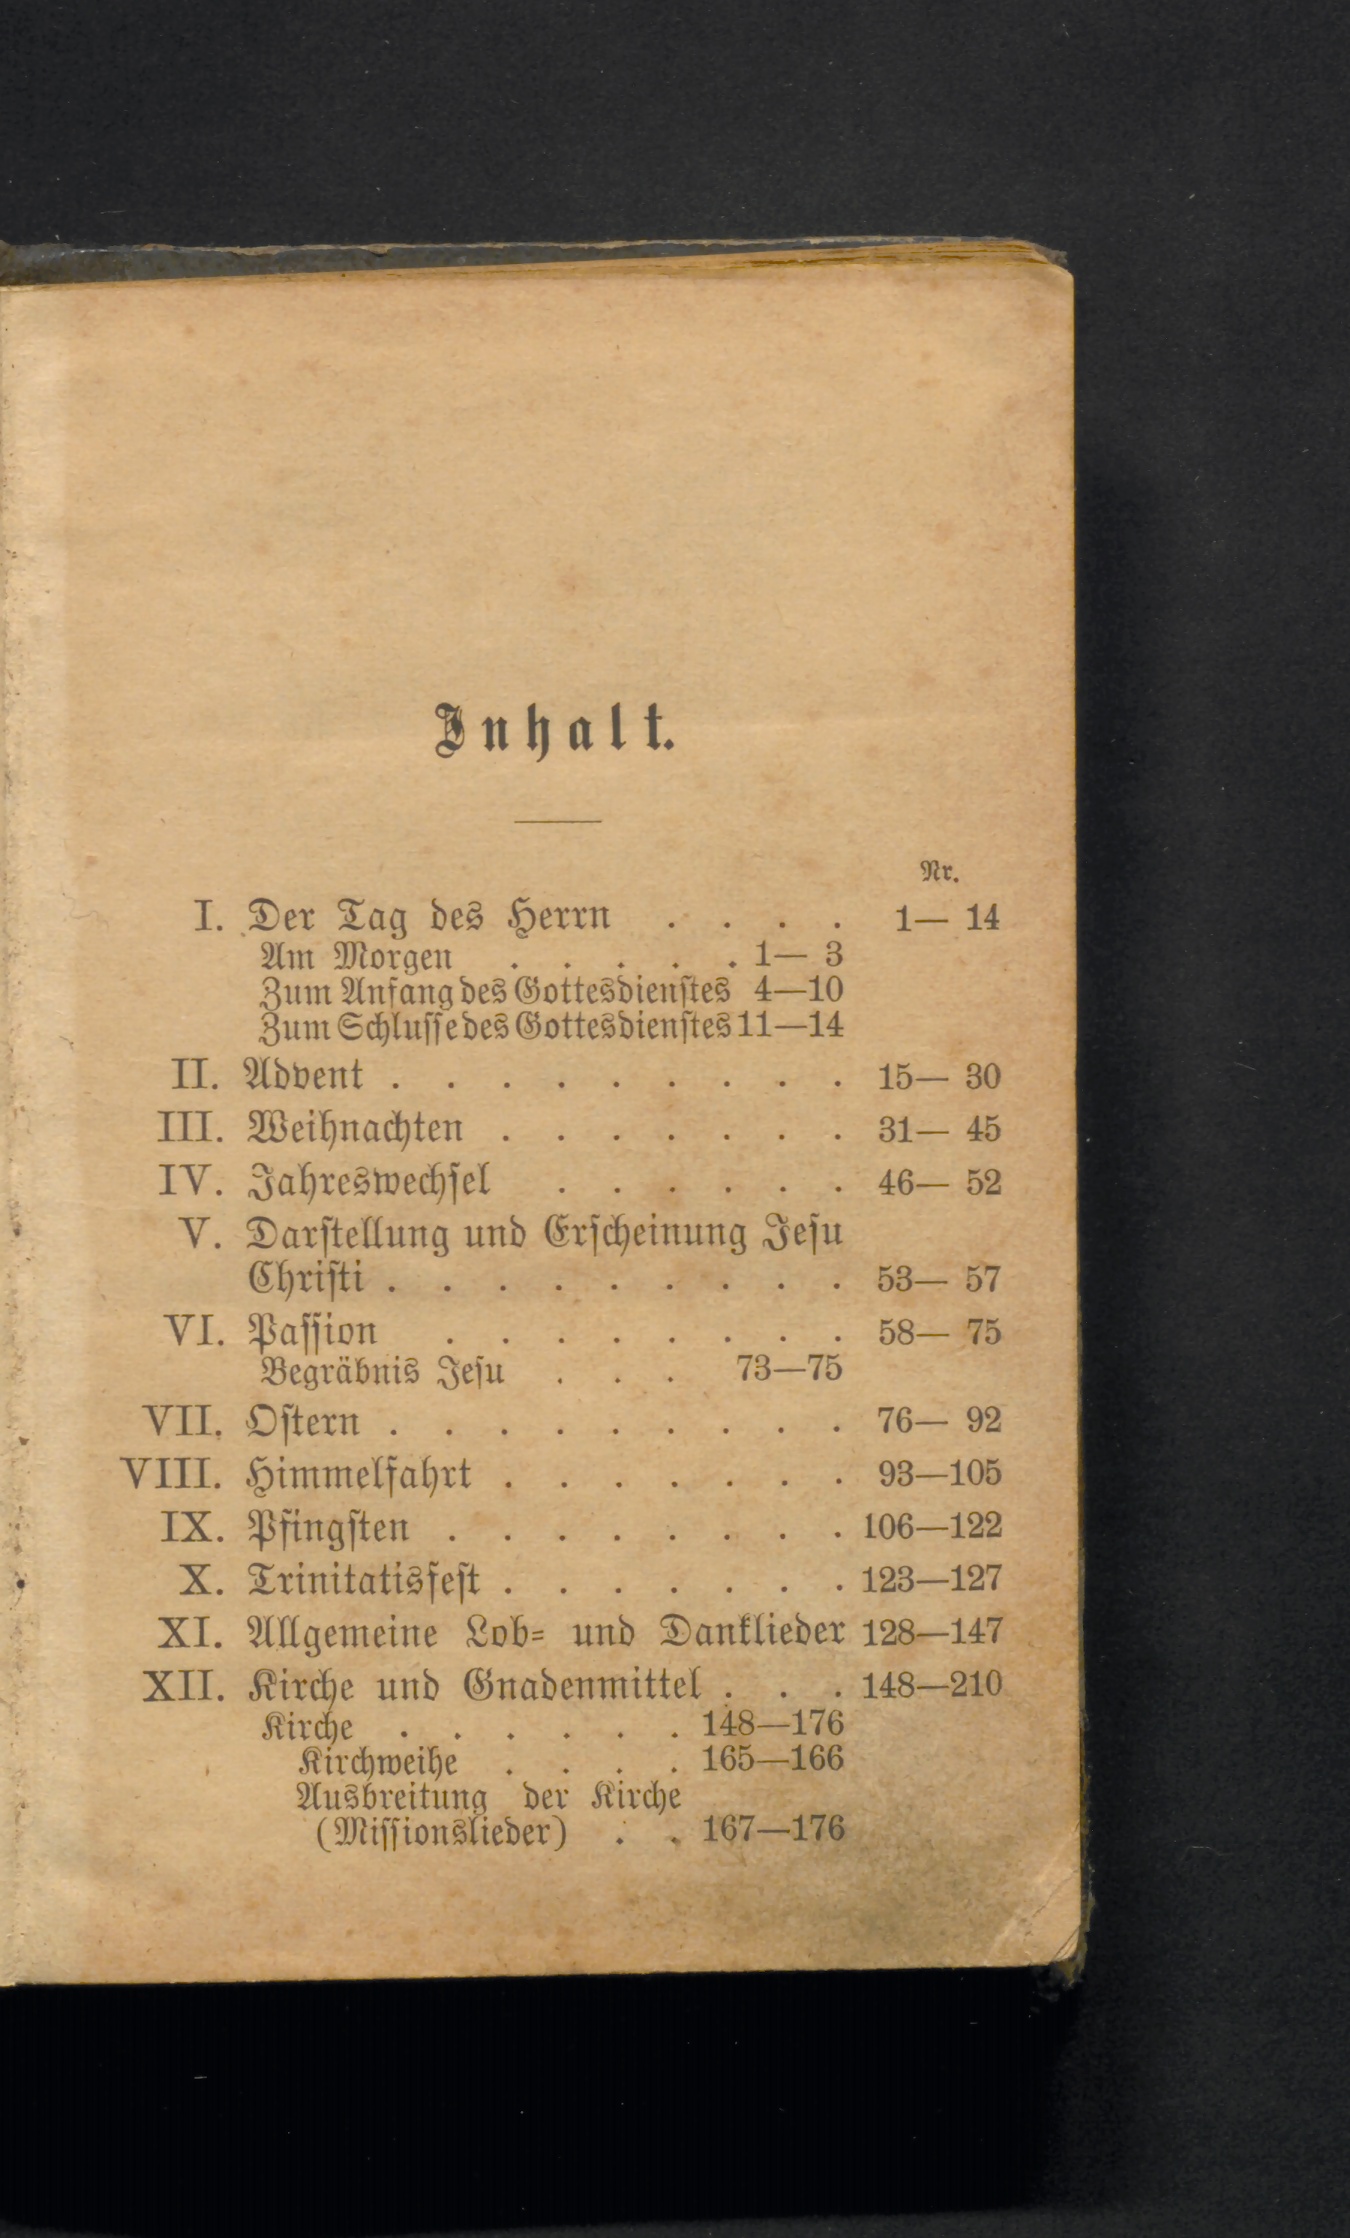 Inhalt.
Nr.
I. Der Tag des Herrn . . . . 1— 14
Am Morgen . . . . . 1— 3
Zum Anfang des Gottesdienſtes 4—10
Zum Schluſſe des Gottesdienſtes 11—14
II. Advent . . . . . . . . . 15— 30
III. Weihnachten . . . . . . . 31— 45
IV. Jahreswechſel . . . . . . 46— 52
V. Darſtellung und Erſcheinung Jeſu
Chriſti . . . . . . . . . 53— 57
VI. Paſſion . . . . . . . . 58— 75
Begräbnis Jeſu . . . 73—75
VII. Oſtern . . . . . . . . . 76— 92
VIII. Himmelfahrt . . . . . . . 93—105
IX. Pfingſten . . . . . . . . 106—122
X. Trinitatisfeſt . . . . . . . 123—127
XI. Allgemeine Lob- und Danklieder 128—147
XII. Kirche und Gnadenmittel . . . 148—210
Kirche . . . . . . 148—176
Kirchweihe . . . . 165—166
Ausbreitung der Kirche
(Miſſionslieder) . . 167—176